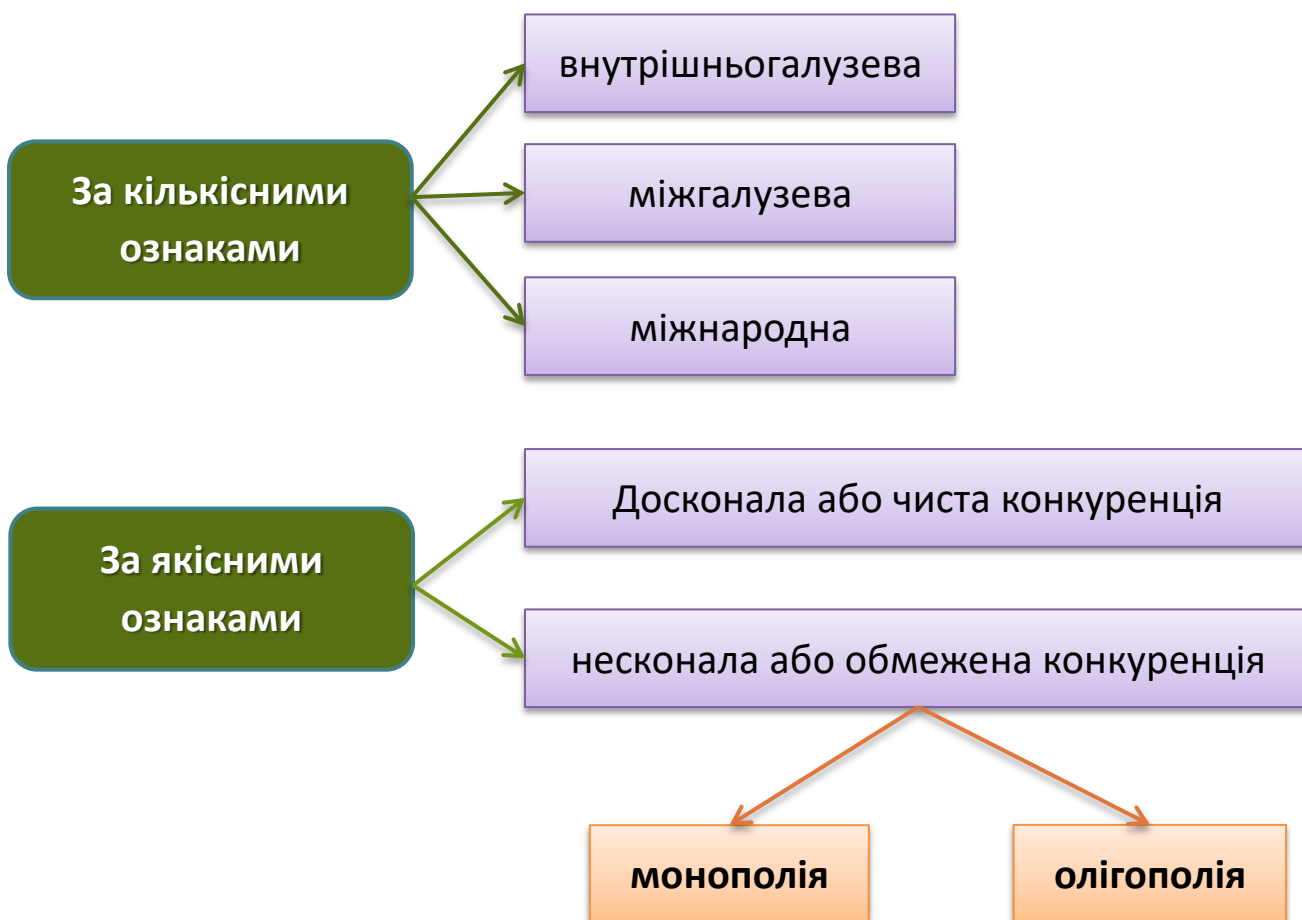 За кількісними
ознаками
внутрішньогалузева
міжгалузева
міжнародна
За якісними
ознаками
Досконала або чиста конкуренція
несконала або обмежена конкуренція
монополія
олігополія